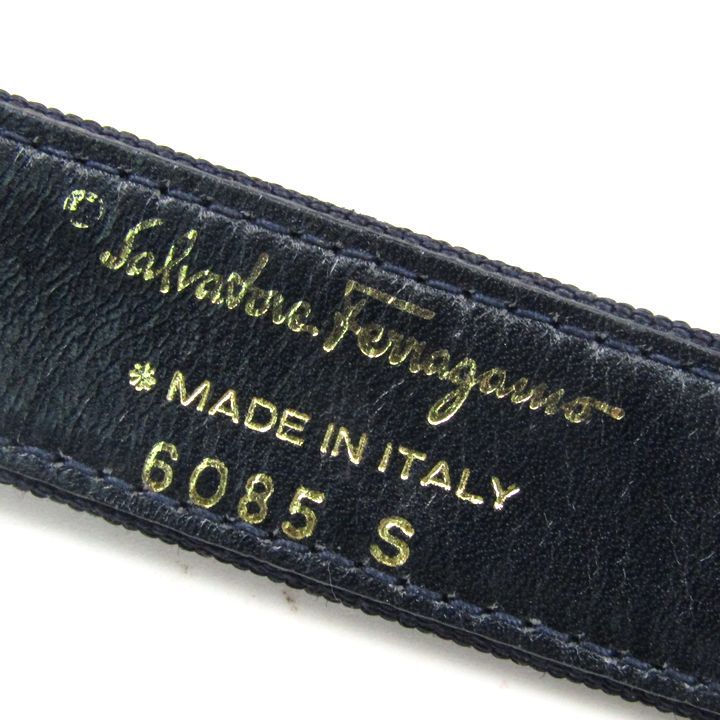 © Salvatore Ferragamo
* MADE IN ITALY
6085 S